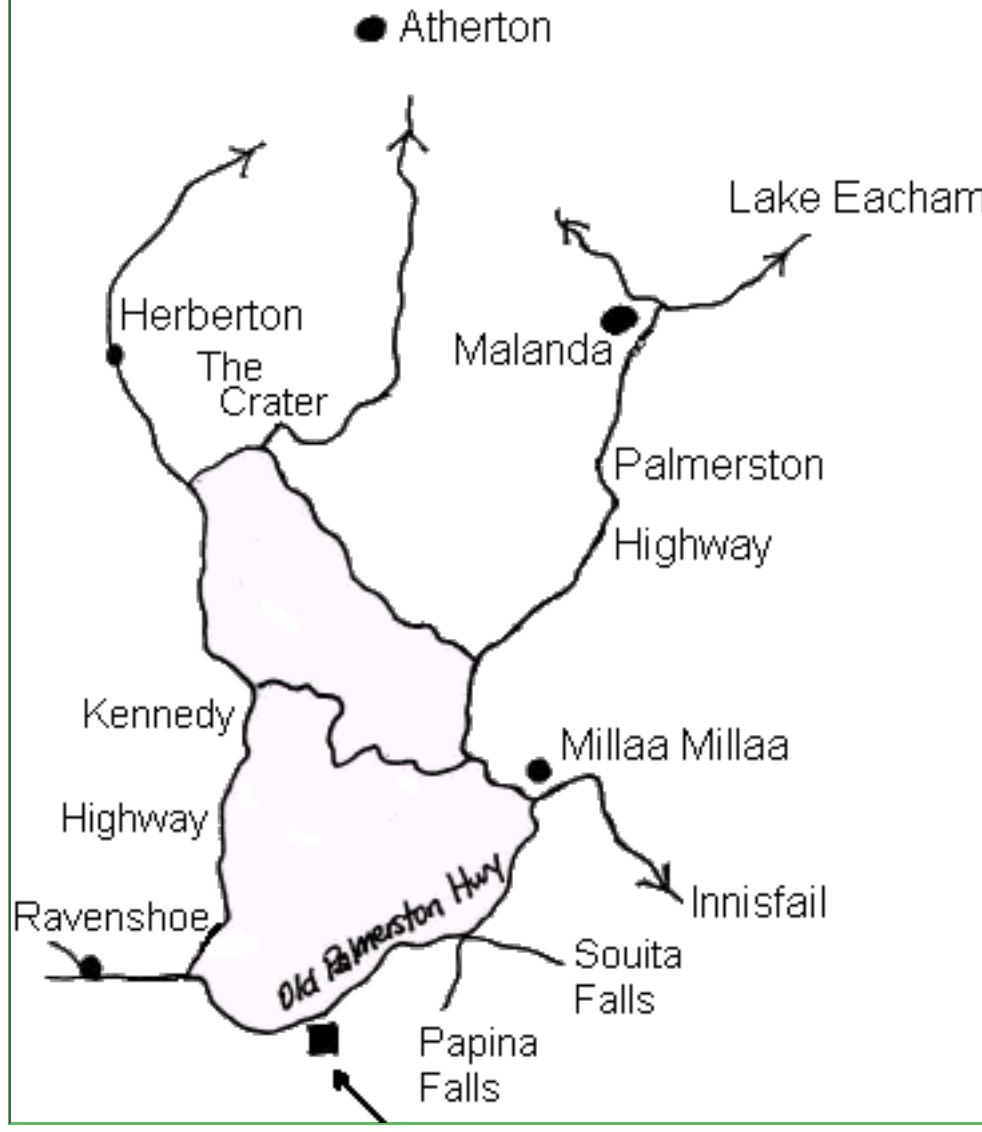 Atherton
Lake Eacham
Herberton
The
Crater
Malanda
Palmerston
Highway
Kennedy
Highway
Millaa Millaa
Ravenshoe
Innisfail
Old Palmerston Hwy
Souita
Falls
Papina
Falls